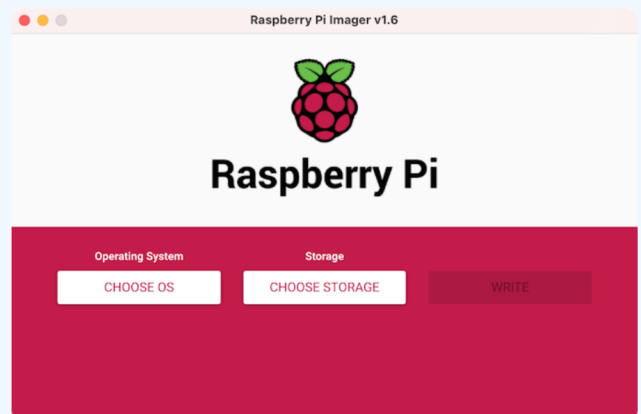 Raspberry Pi Imager v1.6
Raspberry Pi
Operating System
Storage
CHOOSE OS
CHOOSE STORAGE
WRITE